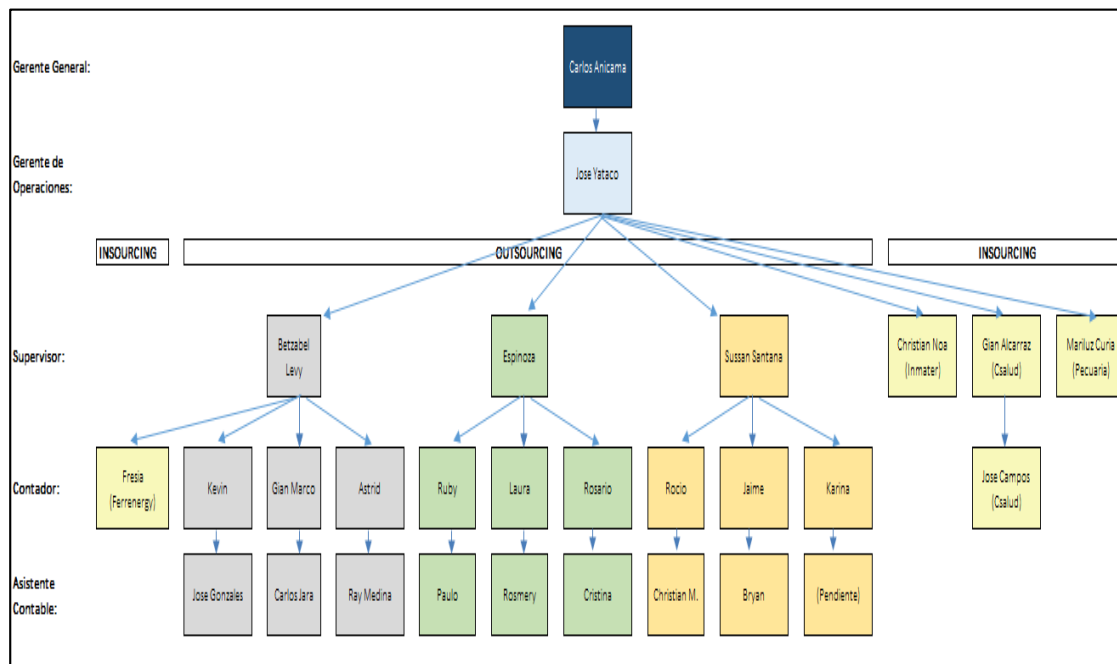 Gerente General:
Carlos Anicama
Gerente de
Operaciones:
Jose Yataco
INSOURCING
OUTSOURCING
INSOURCING
Supervisor:
Betzabel
Levy
Espinoza
Sussan Santana
Christian Noa
(Inmater)
Gian Alcarraz
(Csalud)
Mariluz Curia
(Pecuaria)
Contador:
Fresia
(Ferrenergy)
Kevin
Gian Marco
Astrid
Ruby
Laura
Rosario
Rocio
Jaime
Karina
Jose Campos
(Csalud)
Asistente
Contable:
Jose Gonzales
Carlos Jara
Ray Medina
Paulo
Rosmery
Cristina
Christian M.
Bryan
(Pendiente)